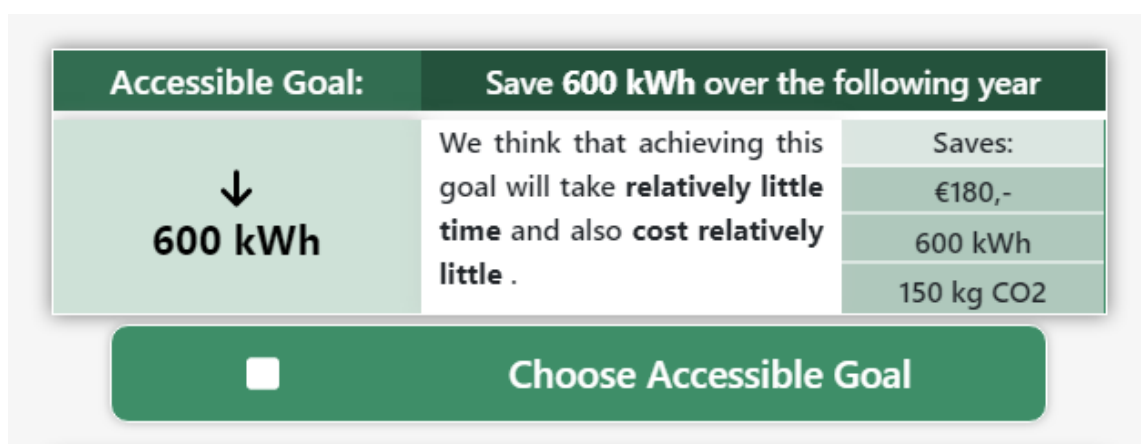 Accessible Goal:
Save 600 kWh over the following year
↓
600 kWh
We think that achieving this
goal will take relatively little
time and also cost relatively
little .
Saves:
€180,-
600 kWh
150 kg CO2
Choose Accessible Goal